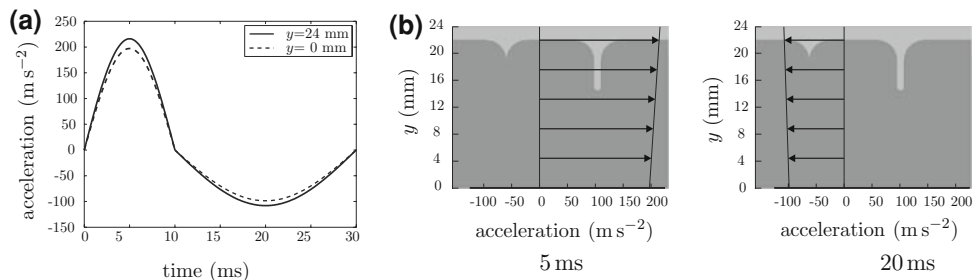 (a)
250
200
150
100
50
0
-50
-100
-150
0 5 10 15 20 25 30
acceleration (m s⁻²)
time (ms)
y=24 mm
y= 0 mm
(b)
24
20
16
12
8
4
0
y (mm)
-100 -50 0 50 100 150 200
acceleration (m s⁻²)
5 ms
24
20
16
12
8
4
0
y (mm)
-100 -50 0 50 100 150 200
acceleration (m s⁻²)
20 ms